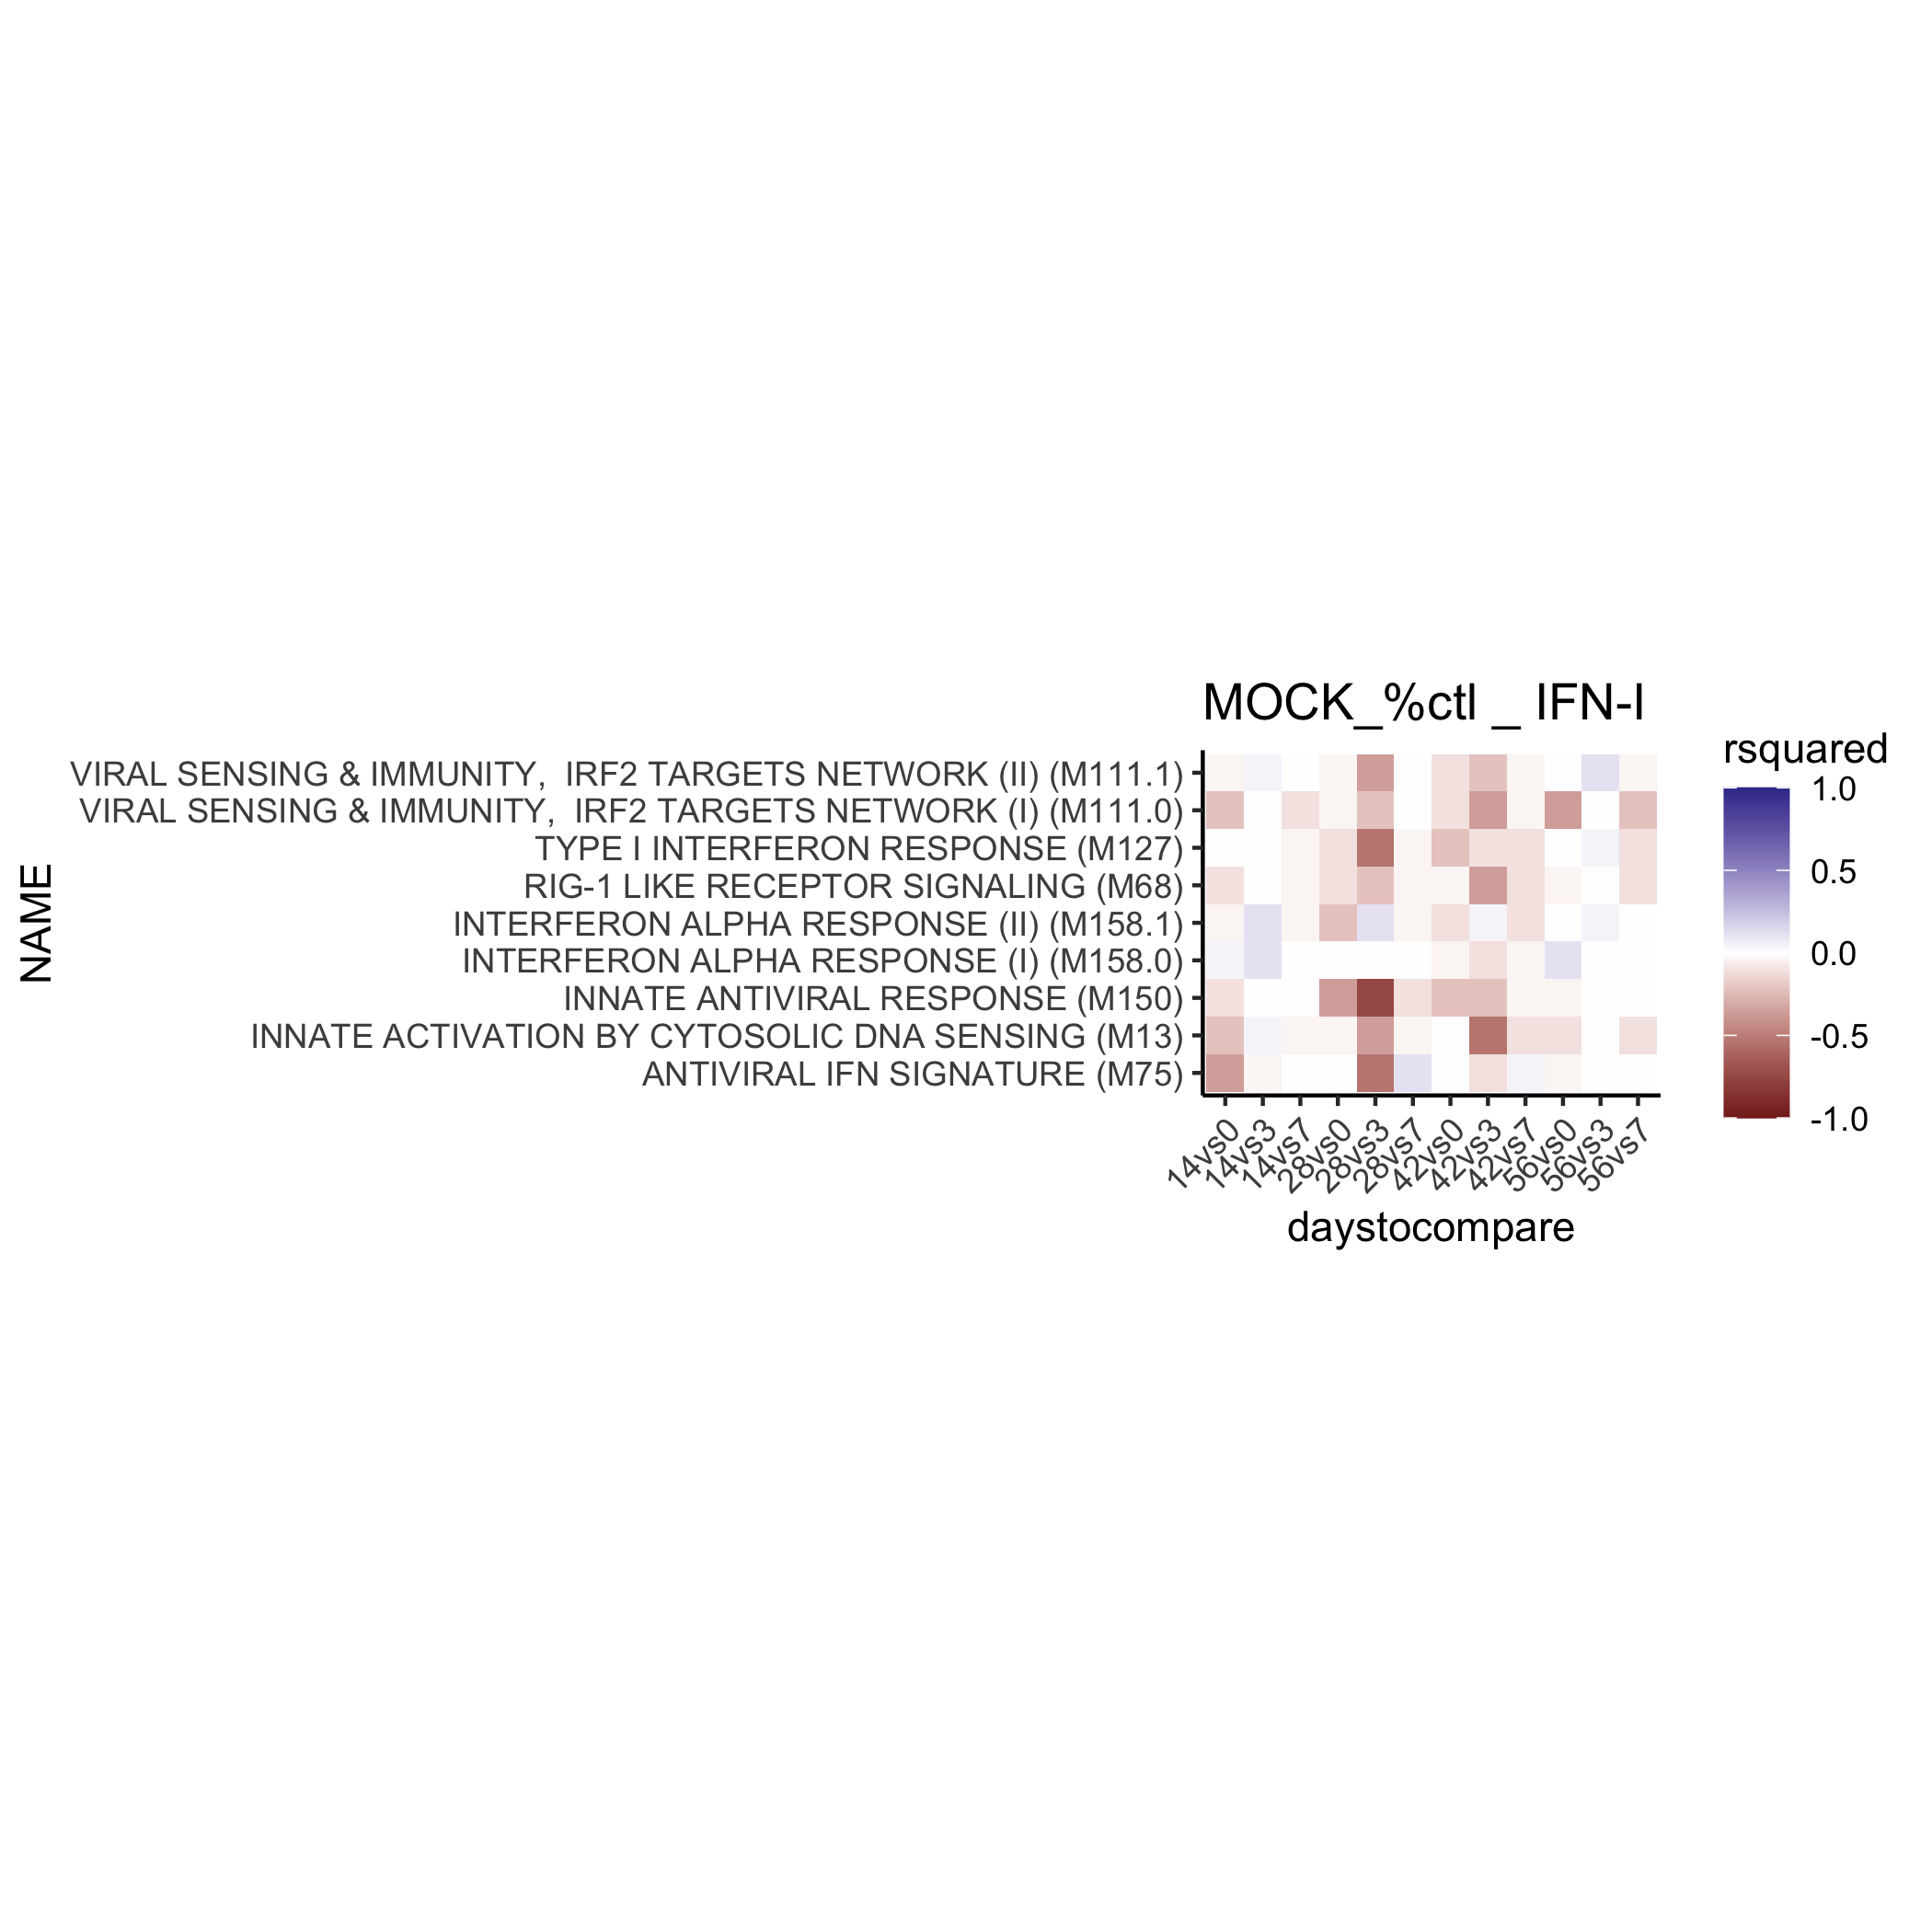 MOCK_%ctl _ IFN-I
NAME
VIRAL SENSING & IMMUNITY,  IRF2 TARGETS NETWORK (II) (M111.1)
VIRAL SENSING & IMMUNITY,  IRF2 TARGETS NETWORK (I) (M111.0)
TYPE I INTERFERON RESPONSE (M127)
RIG-1 LIKE RECEPTOR SIGNALING (M68)
INTERFERON ALPHA RESPONSE (II) (M158.1)
INTERFERON ALPHA RESPONSE (I) (M158.0)
INNATE ANTIVIRAL RESPONSE (M150)
INNATE ACTIVATION BY CYTOSOLIC DNA SENSING (M13)
ANTIVIRAL IFN SIGNATURE (M75)
14vs0
14vs3
14vs7
28vs0
28vs3
28vs7
42vs0
42vs3
42vs7
56vs0
56vs3
56vs7
daystocompare
rsquared
1.0
0.5
0.0
-0.5
-1.0